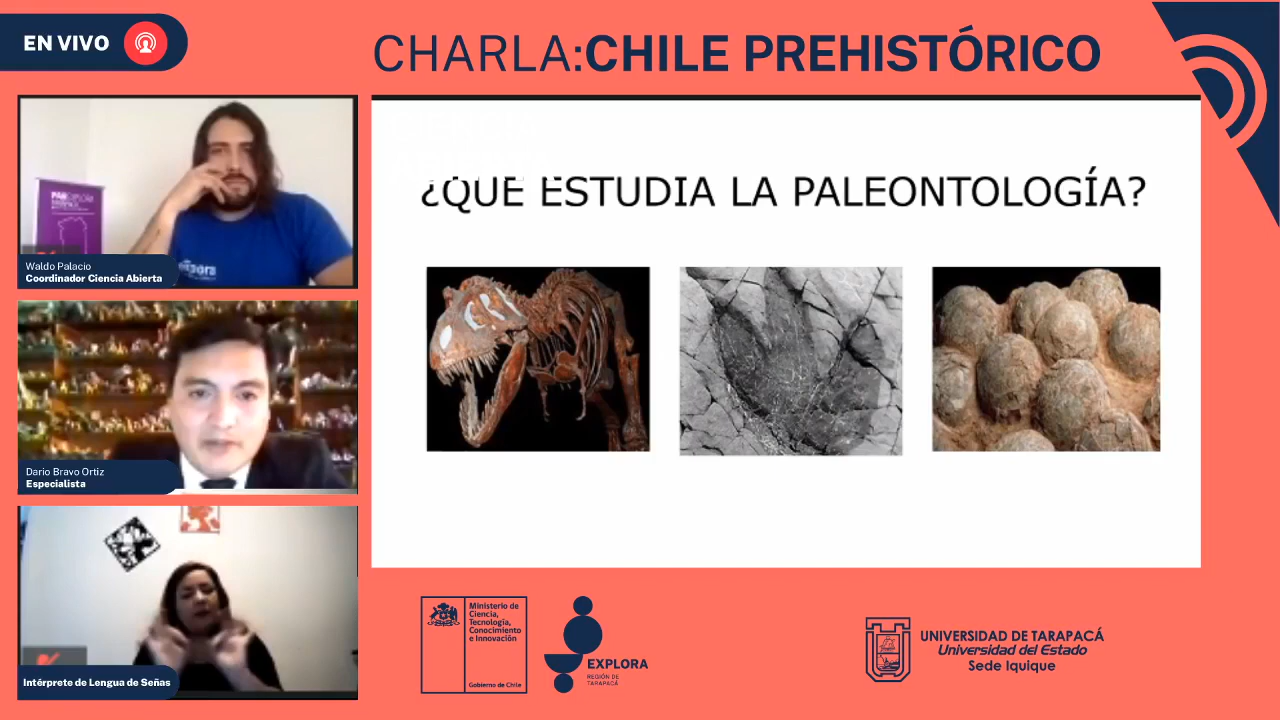 EN VIVO
CHARLA:CHILE PREHISTÓRICO
Waldo Palacio
Coordinador Ciencia Abierta
Dario Bravo Ortiz
Especialista
Intérprete de Lengua de Señas
¿QUE ESTUDIA LA PALEONTOLOGÍA?
Ministerio de
Ciencia,
Tecnología,
Conocimiento
e Innovación
Gobierno de Chile
EXPLORA
REGIÓN DE
TARAPACÁ
UNIVERSIDAD DE TARAPACÁ
Universidad del Estado
Sede Iquique